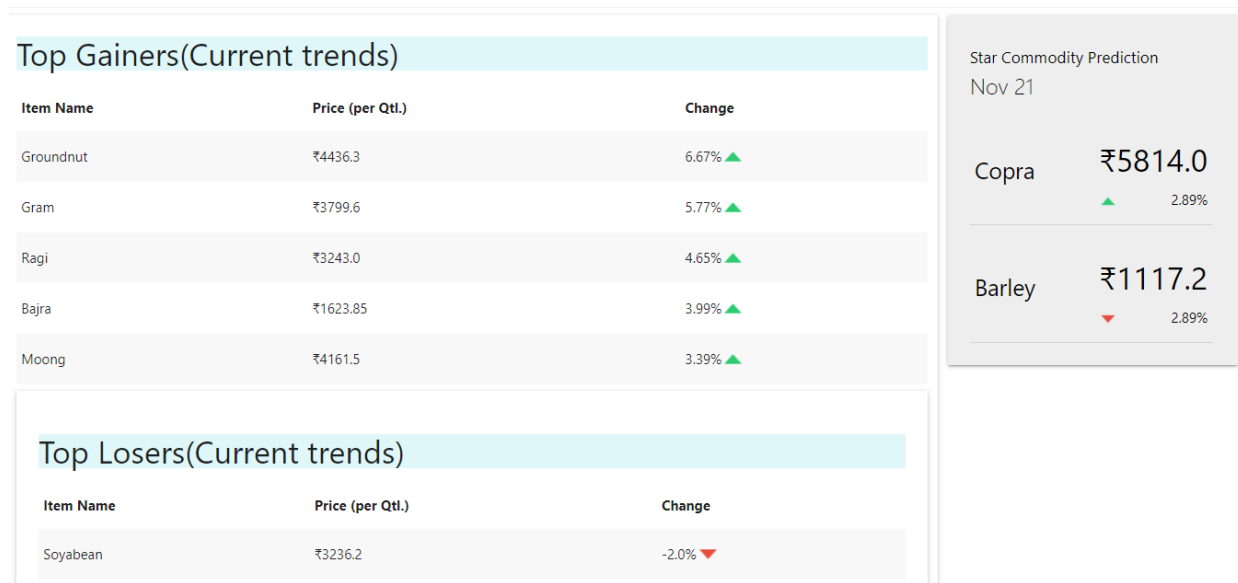 Top Gainers(Current trends)
Item Name Price (per Qtl.) Change
Groundnut ₹4436.3 6.67%
Gram ₹3799.6 5.77%
Ragi ₹3243.0 4.65%
Bajra ₹1623.85 3.99%
Moong ₹4161.5 3.39%
Top Losers(Current trends)
Item Name Price (per Qtl.) Change
Soyabean ₹3236.2 -2.0%
Star Commodity Prediction
Nov 21
Copra ₹5814.0
2.89%
Barley ₹1117.2
2.89%